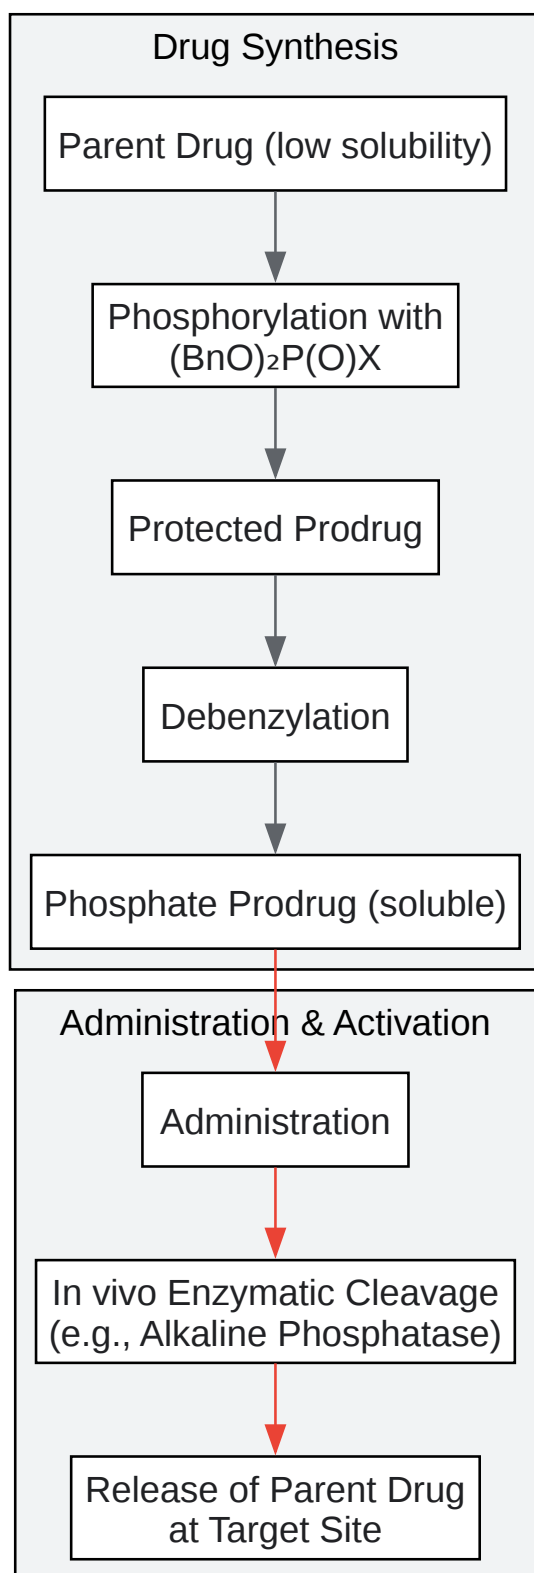 Drug Synthesis
Parent Drug (low solubility)
Phosphorylation with
(BnO)₂P(O)X
Protected Prodrug
Debenzylation
Phosphate Prodrug (soluble)
Administration & Activation
Administration
In vivo Enzymatic Cleavage
(e.g., Alkaline Phosphatase)
Release of Parent Drug
at Target Site